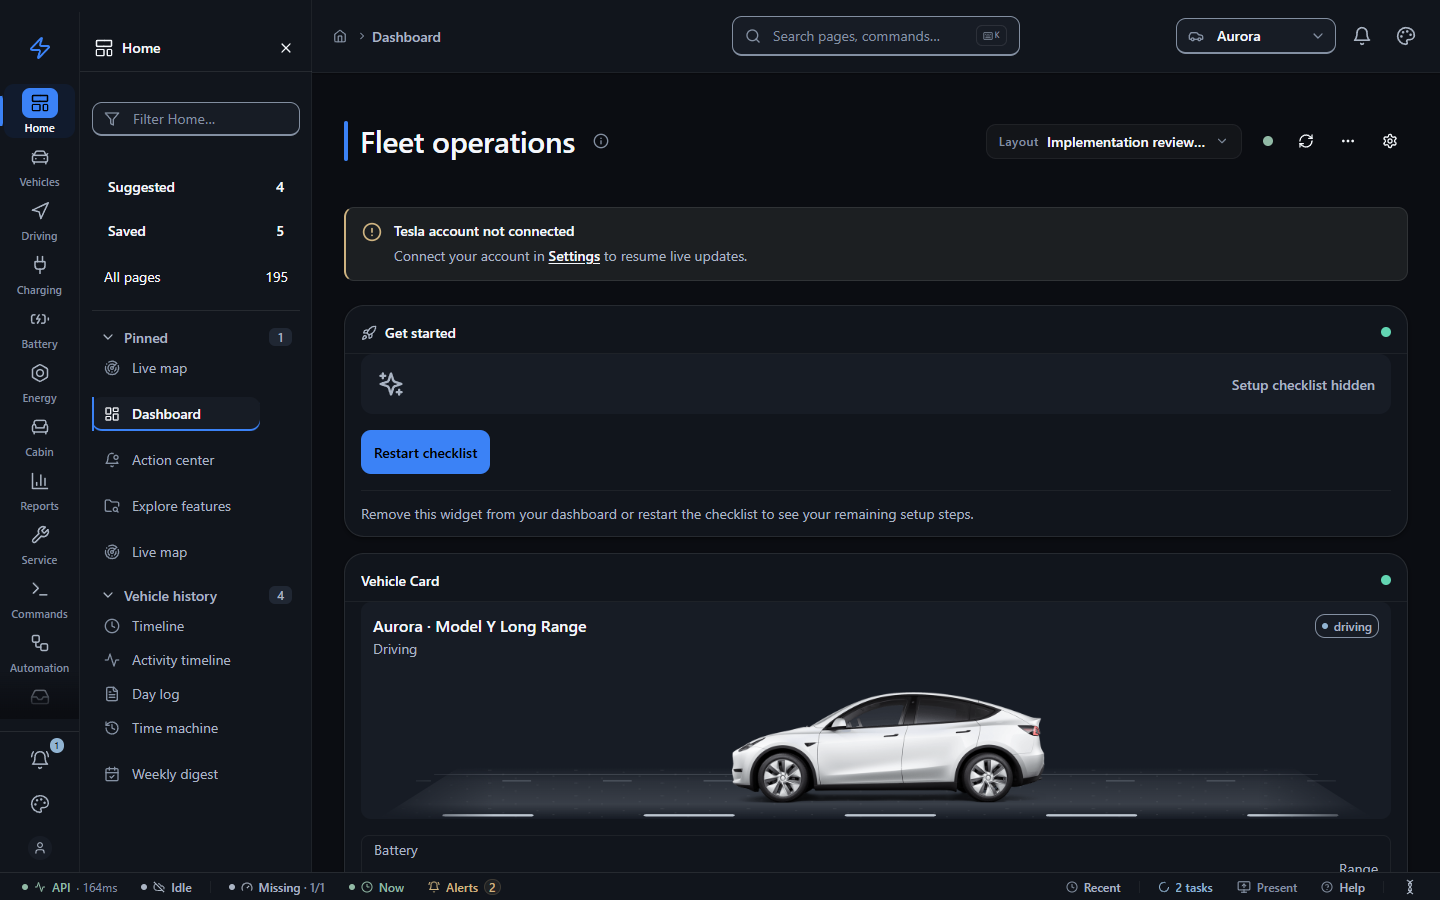 Home
Vehicles
Driving
Charging
Battery
Energy
Cabin
Reports
Service
Commands
Automation
1
Home
Filter Home...
Suggested 4
Saved 5
All pages 195
Pinned 1
Live map
Dashboard
Action center
Explore features
Live map
Vehicle history 4
Timeline
Activity timeline
Day log
Time machine
Weekly digest
Dashboard
Search pages, commands... K
Aurora
Fleet operations
Layout Implementation review...
Tesla account not connected
Connect your account in Settings to resume live updates.
Get started
Setup checklist hidden
Restart checklist
Remove this widget from your dashboard or restart the checklist to see your remaining setup steps.
Vehicle Card
Aurora · Model Y Long Range
driving
Driving
Battery
Range
API · 164ms Idle Missing · 1/1 Now Alerts 2 Recent 2 tasks Present Help